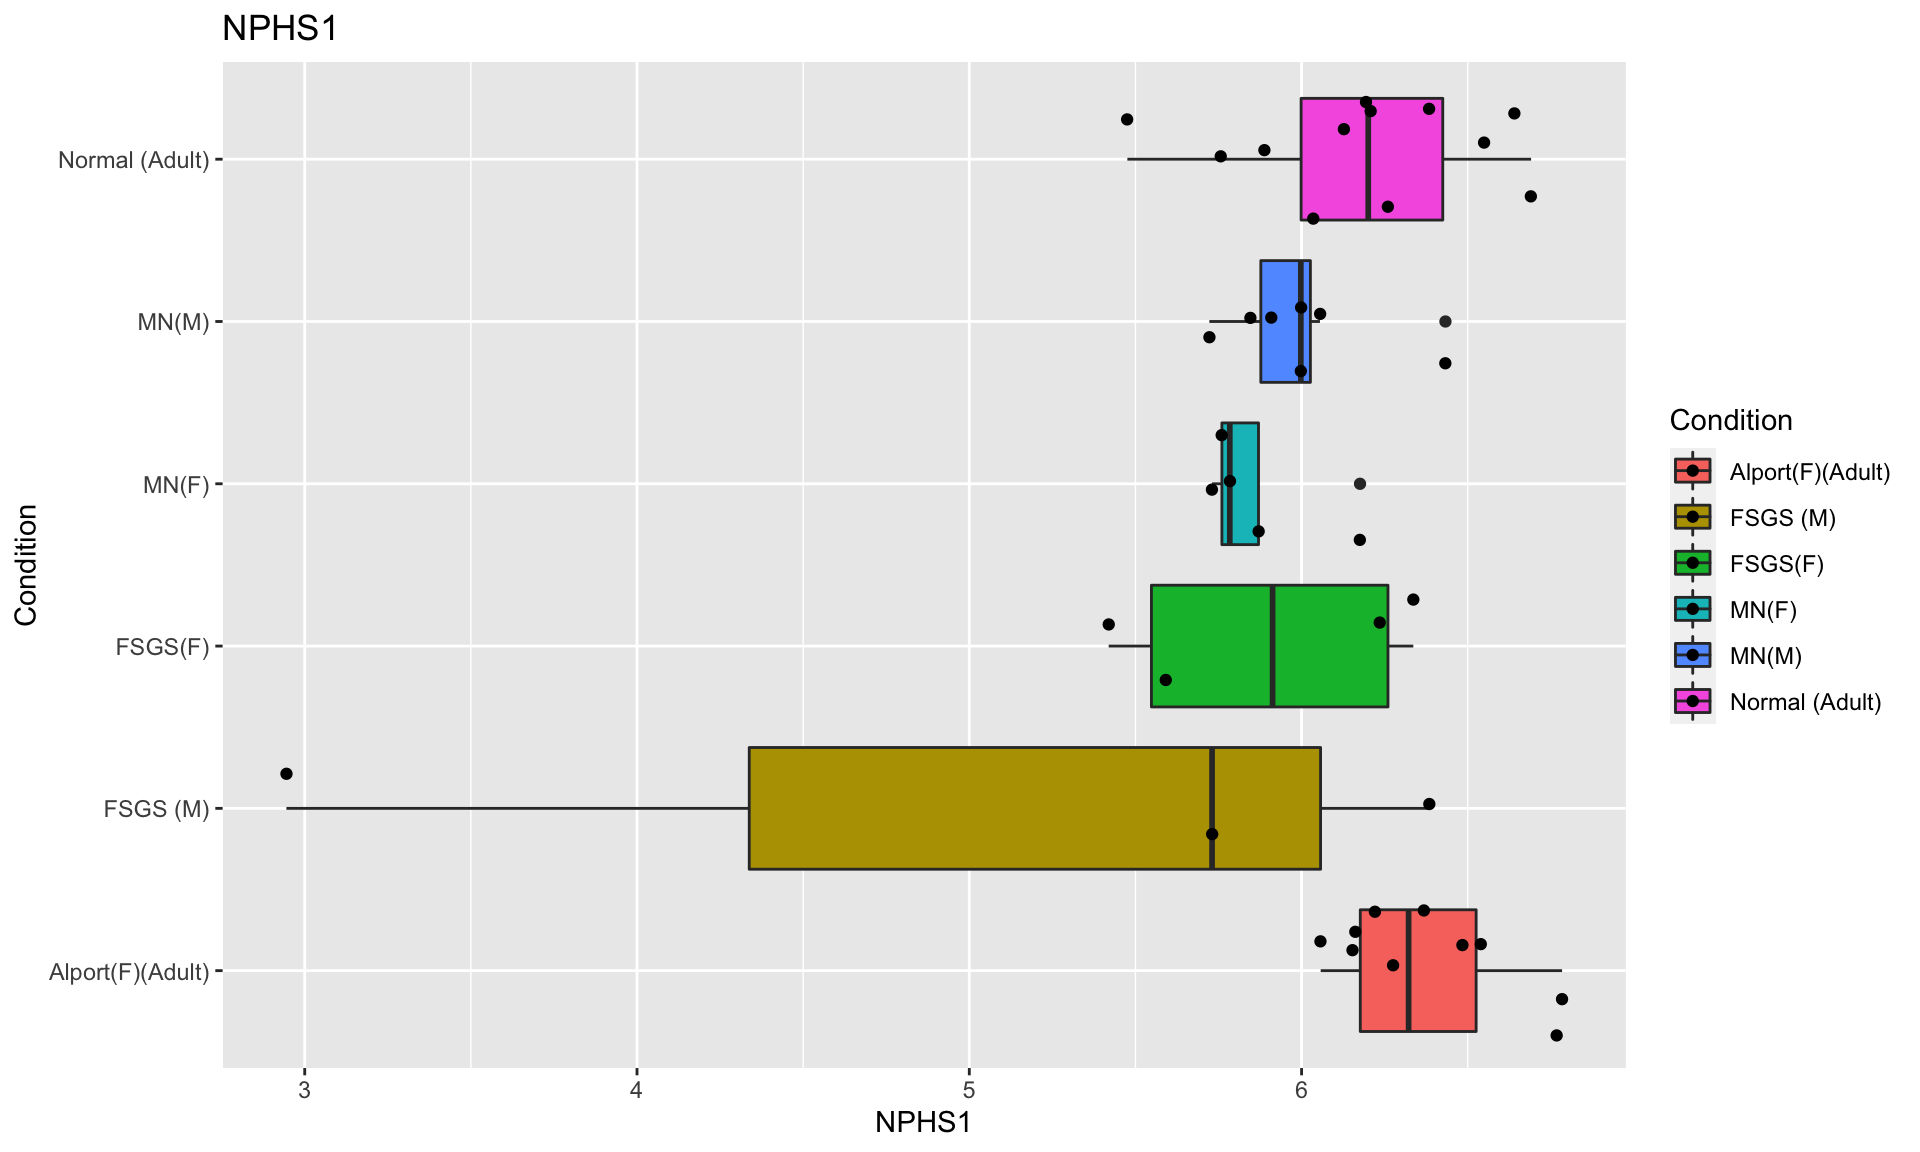 NPHS1
Normal (Adult)
MN(M)
MN(F)
FSGS(F)
FSGS (M)
Alport(F)(Adult)
Condition
3 4 5 6
NPHS1
Condition
Alport(F)(Adult)
FSGS (M)
FSGS(F)
MN(F)
MN(M)
Normal (Adult)